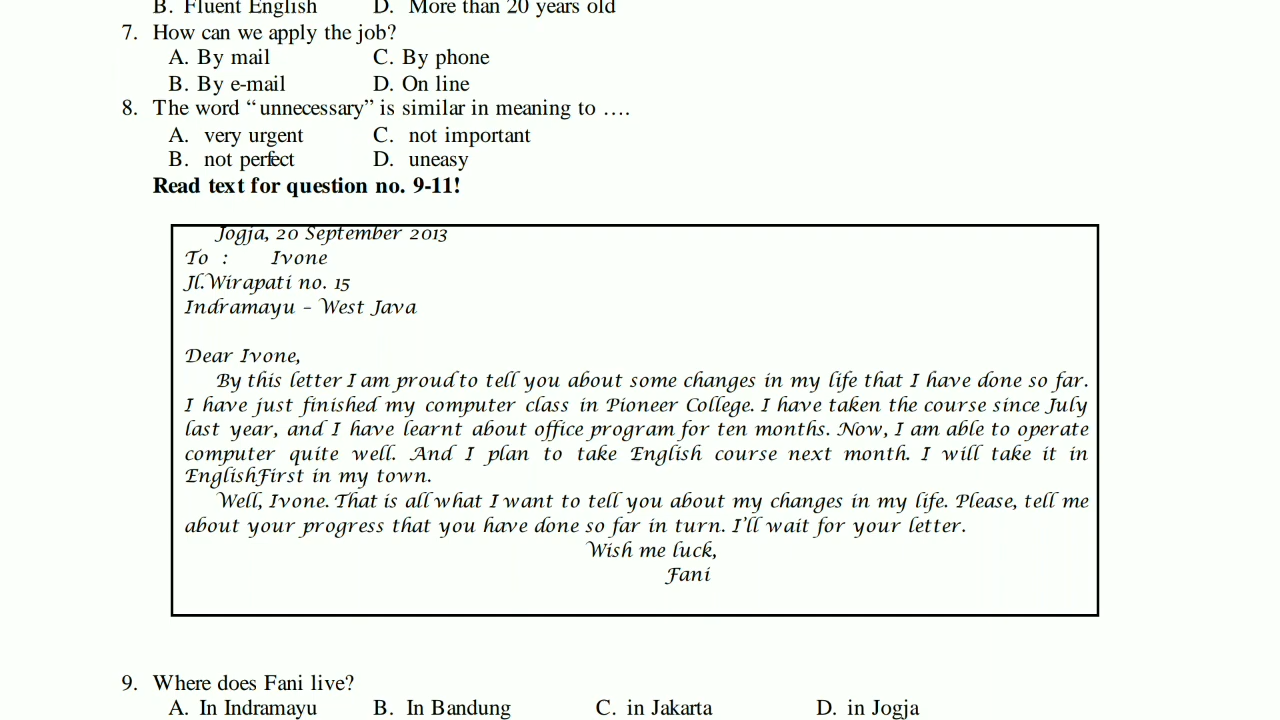 B. Fluent English D. More than 20 years old
7. How can we apply the job?
A. By mail C. By phone
B. By e-mail D. On line
8. The word “unnecessary” is similar in meaning to ….
A. very urgent C. not important
B. not perfect D. uneasy
Read text for question no. 9-11!
Jogja, 20 September 2013
To : Ivone
Jl.Wirapati no. 15
Indramayu – West Java
Dear Ivone,
By this letter I am proud to tell you about some changes in my life that I have done so far.
I have just finished my computer class in Pioneer College. I have taken the course since July
last year, and I have learnt about office program for ten months. Now, I am able to operate
computer quite well. And I plan to take English course next month. I will take it in
EnglishFirst in my town.
Well, Ivone. That is all what I want to tell you about my changes in my life. Please, tell me
about your progress that you have done so far in turn. I’ll wait for your letter.
Wish me luck,
Fani
9. Where does Fani live?
A. In Indramayu B. In Bandung C. in Jakarta D. in Jogja